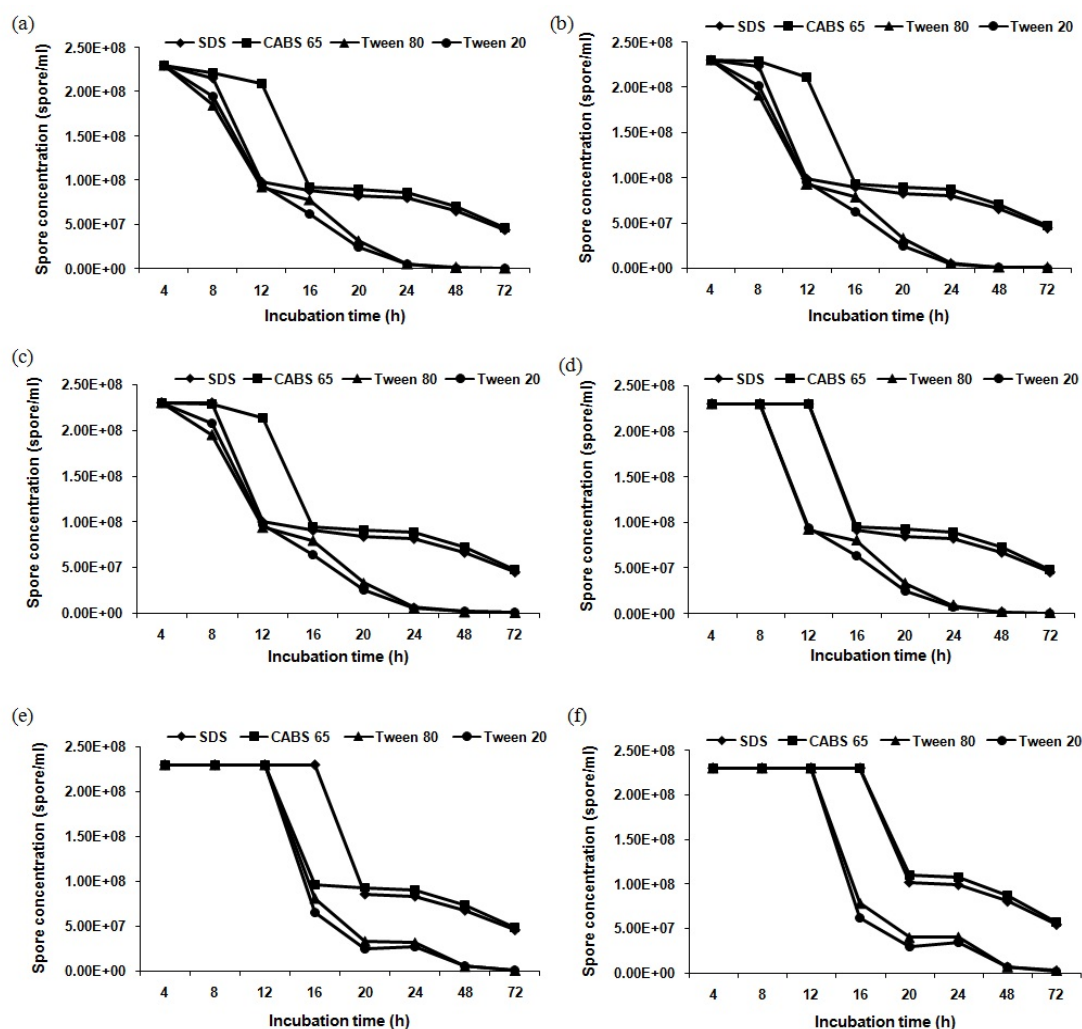 (a)
SDS CABS 65 Tween 80 Tween 20
2.50E+08
2.00E+08
1.50E+08
1.00E+08
5.00E+07
0.00E+00
Spore concentration (spore/ml)
4 8 12 16 20 24 48 72
Incubation time (h)
(b)
SDS CABS 65 Tween 80 Tween 20
2.50E+08
2.00E+08
1.50E+08
1.00E+08
5.00E+07
0.00E+00
Spore concentration (spore/ml)
4 8 12 16 20 24 48 72
Incubation time (h)
(c)
SDS CABS 65 Tween 80 Tween 20
2.50E+08
2.00E+08
1.50E+08
1.00E+08
5.00E+07
0.00E+00
Spore concentration (spore/ml)
4 8 12 16 20 24 48 72
Incubation time (h)
(d)
SDS CABS 65 Tween 80 Tween 20
2.50E+08
2.00E+08
1.50E+08
1.00E+08
5.00E+07
0.00E+00
Spore concentration (spore/ml)
4 8 12 16 20 24 48 72
Incubation time (h)
(e)
SDS CABS 65 Tween 80 Tween 20
2.50E+08
2.00E+08
1.50E+08
1.00E+08
5.00E+07
0.00E+00
Spore concentration (spore/ml)
4 8 12 16 20 24 48 72
Incubation time (h)
(f)
SDS CABS 65 Tween 80 Tween 20
2.50E+08
2.00E+08
1.50E+08
1.00E+08
5.00E+07
0.00E+00
Spore concentration (spore/ml)
4 8 12 16 20 24 48 72
Incubation time (h)